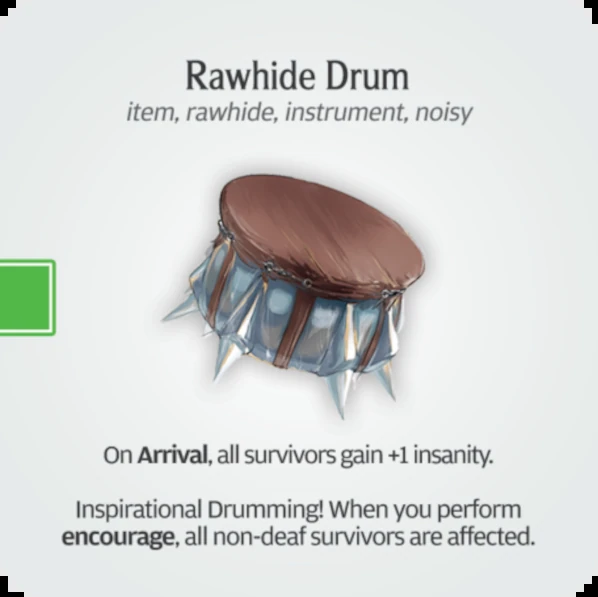 Rawhide Drum
item, rawhide, instrument, noisy
On Arrival, all survivors gain +1 insanity.
Inspirational Drumming! When you perform
encourage, all non-deaf survivors are affected.